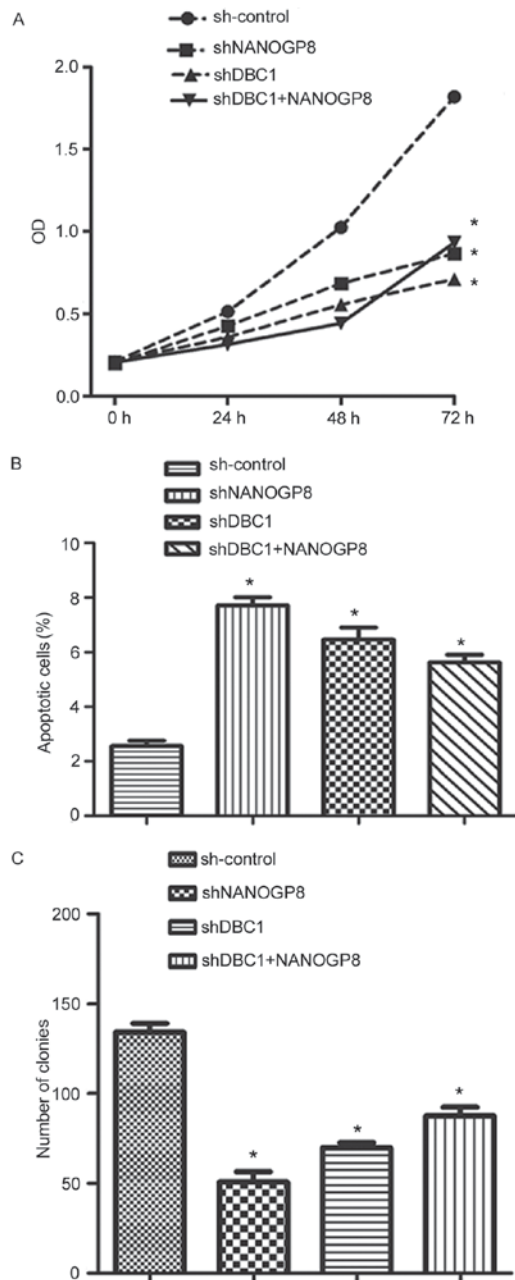 A
sh-control
shNANOGP8
shDBC1
shDBC1+NANOGP8
2.0
1.5
1.0
0.5
0.0
OD
*
*
*
0 h 24 h 48 h 72 h
B
sh-control
shNANOGP8
shDBC1
shDBC1+NANOGP8
10
8
6
4
2
0
Apoptotic cells (%)
* * *
C
sh-control
shNANOGP8
shDBC1
shDBC1+NANOGP8
200
150
100
50
0
Number of clonies
* * *